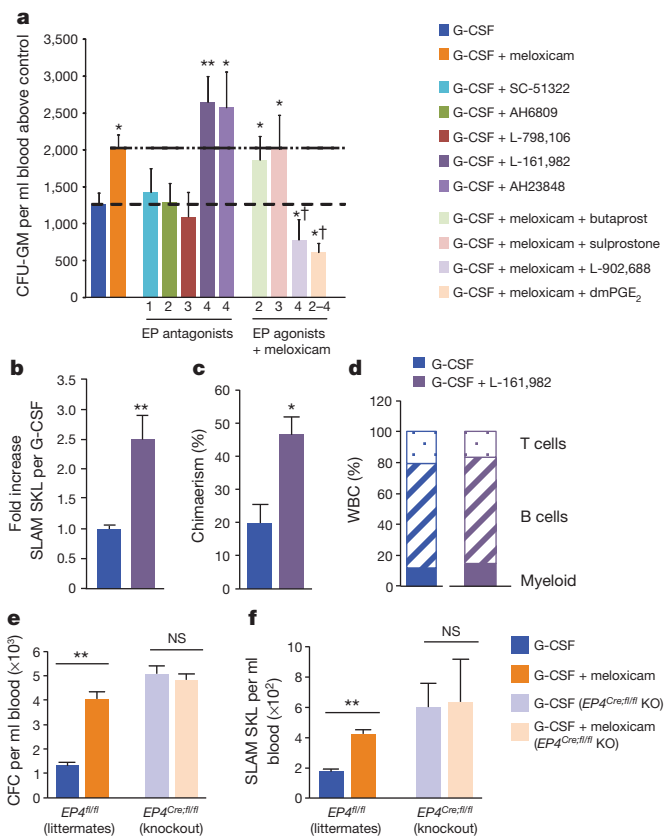 a
CFU-GM per ml blood above control
3,500
3,000
2,500
2,000
1,500
1,000
500
0
*
** *
* *
*†
*†
1 2 3 4 4 2 3 4 2–4
EP antagonists
EP agonists
+ meloxicam
G-CSF
G-CSF + meloxicam
G-CSF + SC-51322
G-CSF + AH6809
G-CSF + L-798,106
G-CSF + L-161,982
G-CSF + AH23848
G-CSF + meloxicam + butaprost
G-CSF + meloxicam + sulprostone
G-CSF + meloxicam + L-902,688
G-CSF + meloxicam + dmPGE2
b
Fold increase
SLAM SKL per G-CSF
3.5
3.0
2.5
2.0
1.5
1.0
0.5
0
**
c
Chimaerism (%)
60
50
40
30
20
10
0
*
d
G-CSF
G-CSF + L-161,982
WBC (%)
120
100
80
60
40
20
0
T cells
B cells
Myeloid
e
CFC per ml blood (×10³)
6
5
4
3
2
1
0
**
NS
EP4fl/fl
(littermates)
EP4Cre;fl/fl
(knockout)
f
SLAM SKL per ml
blood (×10²)
10
8
6
4
2
0
**
NS
EP4fl/fl
(littermates)
EP4Cre;fl/fl
(knockout)
G-CSF
G-CSF + meloxicam
G-CSF (EP4Cre;fl/fl KO)
G-CSF + meloxicam
(EP4Cre;fl/fl KO)